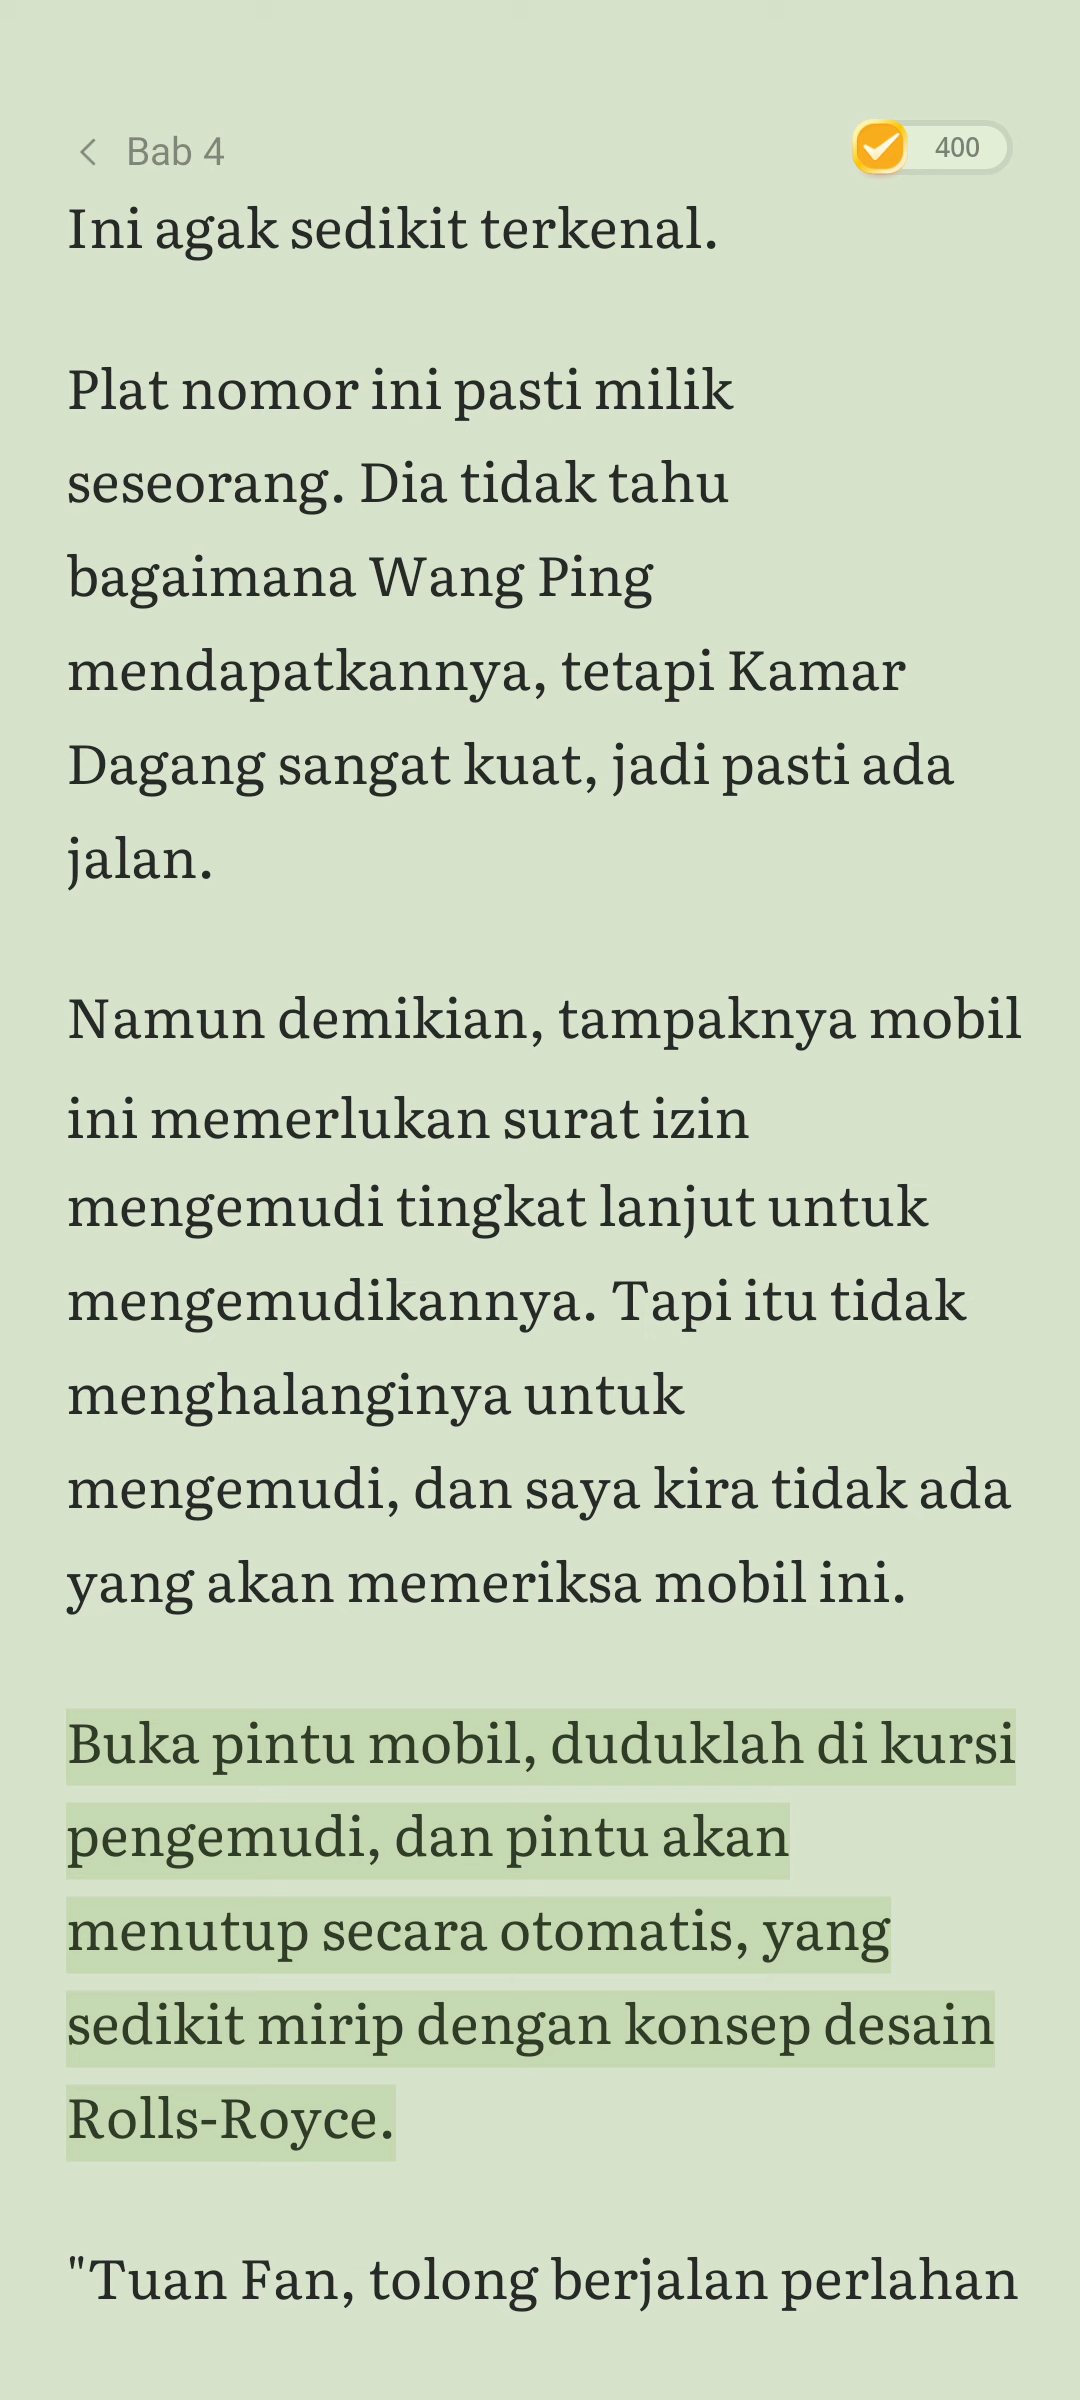 Bab 4
400
Ini agak sedikit terkenal.
Plat nomor ini pasti milik
seseorang. Dia tidak tahu
bagaimana Wang Ping
mendapatkannya, tetapi Kamar
Dagang sangat kuat, jadi pasti ada
jalan.
Namun demikian, tampaknya mobil
ini memerlukan surat izin
mengemudi tingkat lanjut untuk
mengemudikannya. Tapi itu tidak
menghalanginya untuk
mengemudi, dan saya kira tidak ada
yang akan memeriksa mobil ini.
Buka pintu mobil, duduklah di kursi
pengemudi, dan pintu akan
menutup secara otomatis, yang
sedikit mirip dengan konsep desain
Rolls-Royce.
"Tuan Fan, tolong berjalan perlahan